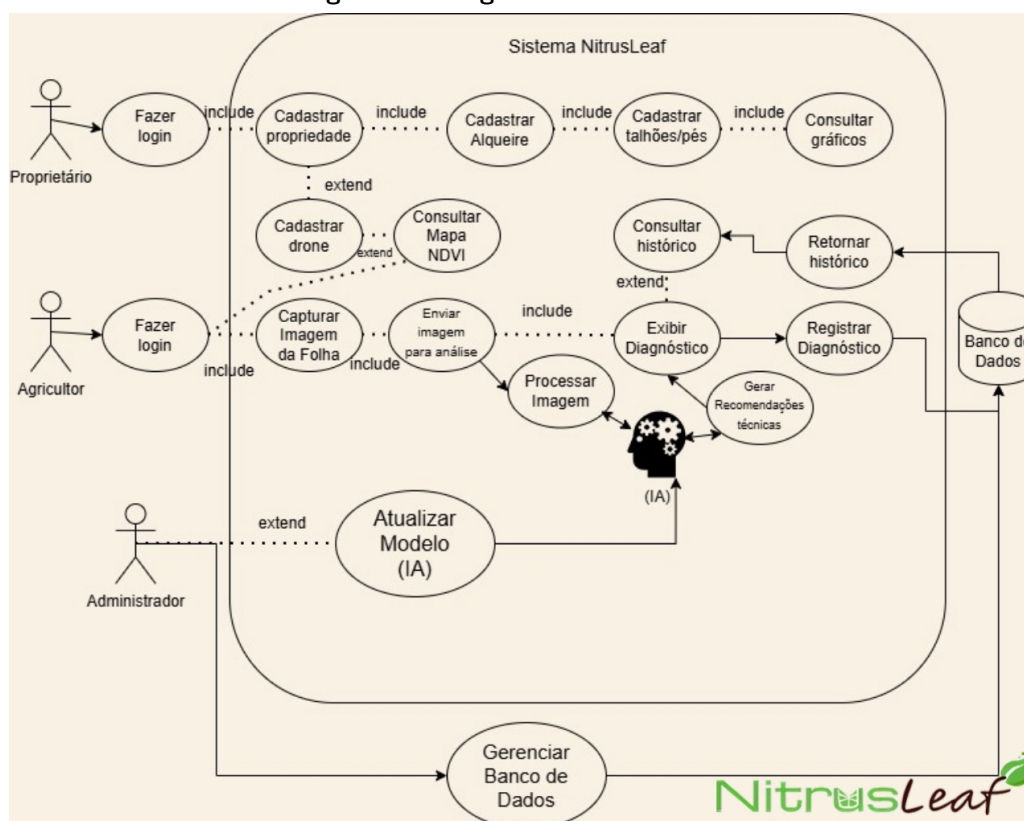 Sistema NitrusLeaf
Proprietário
Fazer
login
include
Cadastrar
propriedade
include
Cadastrar
Alqueire
include
Cadastrar
talhões/pés
include
Consultar
gráficos
extend
Cadastrar
drone
extend
Consultar
Mapa
NDVI
Consultar
histórico
Retornar
histórico
extend
Agricultor
Fazer
login
include
Capturar
Imagem
da Folha
include
Enviar
imagem
para análise
include
Exibir
Diagnóstico
Registrar
Diagnóstico
Banco de
Dados
Processar
Imagem
Gerar
Recomendações
técnicas
(IA)
Administrador
extend
Atualizar
Modelo
(IA)
Gerenciar
Banco de
Dados
NitrusLeaf